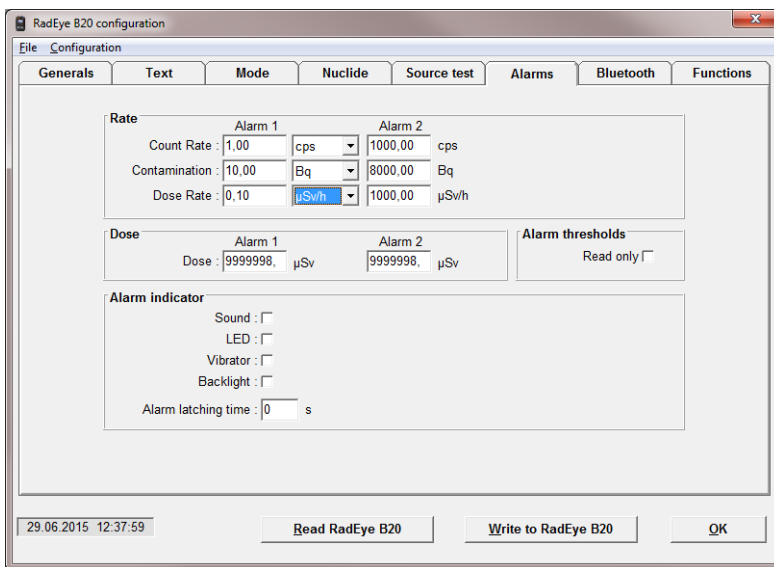 RadEye B20 configuration
File Configuration
Generals Text Mode Nuclide Source test Alarms Bluetooth Functions
Rate
Alarm 1 Alarm 2
Count Rate : 1,00 cps 1000,00 cps
Contamination : 10,00 Bq 8000,00 Bq
Dose Rate : 0,10 µSv/h 1000,00 µSv/h
Dose Alarm thresholds
Alarm 1 Alarm 2
Dose : 9999998, µSv 9999998, µSv Read only
Alarm indicator
Sound :
LED :
Vibrator :
Backlight :
Alarm latching time : 0 s
29.06.2015 12:37:59 Read RadEye B20 Write to RadEye B20 OK